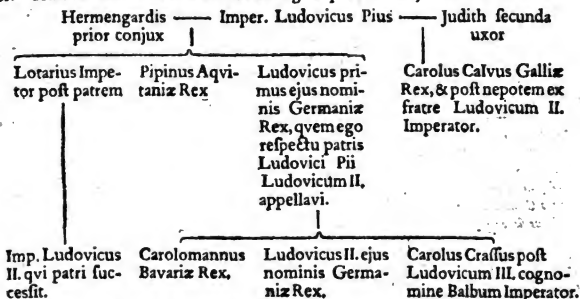 Hermengardis — Imper. Ludovicus Pius — Judith ſecunda
prior conjux
uxor
Lotarius Impe-
tor poſt patrem
Pipinus Aqvi-
taniæ Rex
Ludovicus pri-
mus ejus nomi-
nis Germaniæ
Rex, qvem ego
reſpectu patris
Ludovici Pii
Ludovicum II,
appellavi.
Carolus Calvus Galliæ
Rex, & poſt nepotem ex
fratre Ludovicum II.
Imperator.
Imp. Ludovicus
II. qvi patri ſuc-
ceſſit.
Carolomannus
Bavariæ Rex,
Ludovicus II. ejus
nominis Germa-
niæ Rex,
Carolus Craſſus poſt
Ludovicum III. cogno-
mine Balbum Imperator.